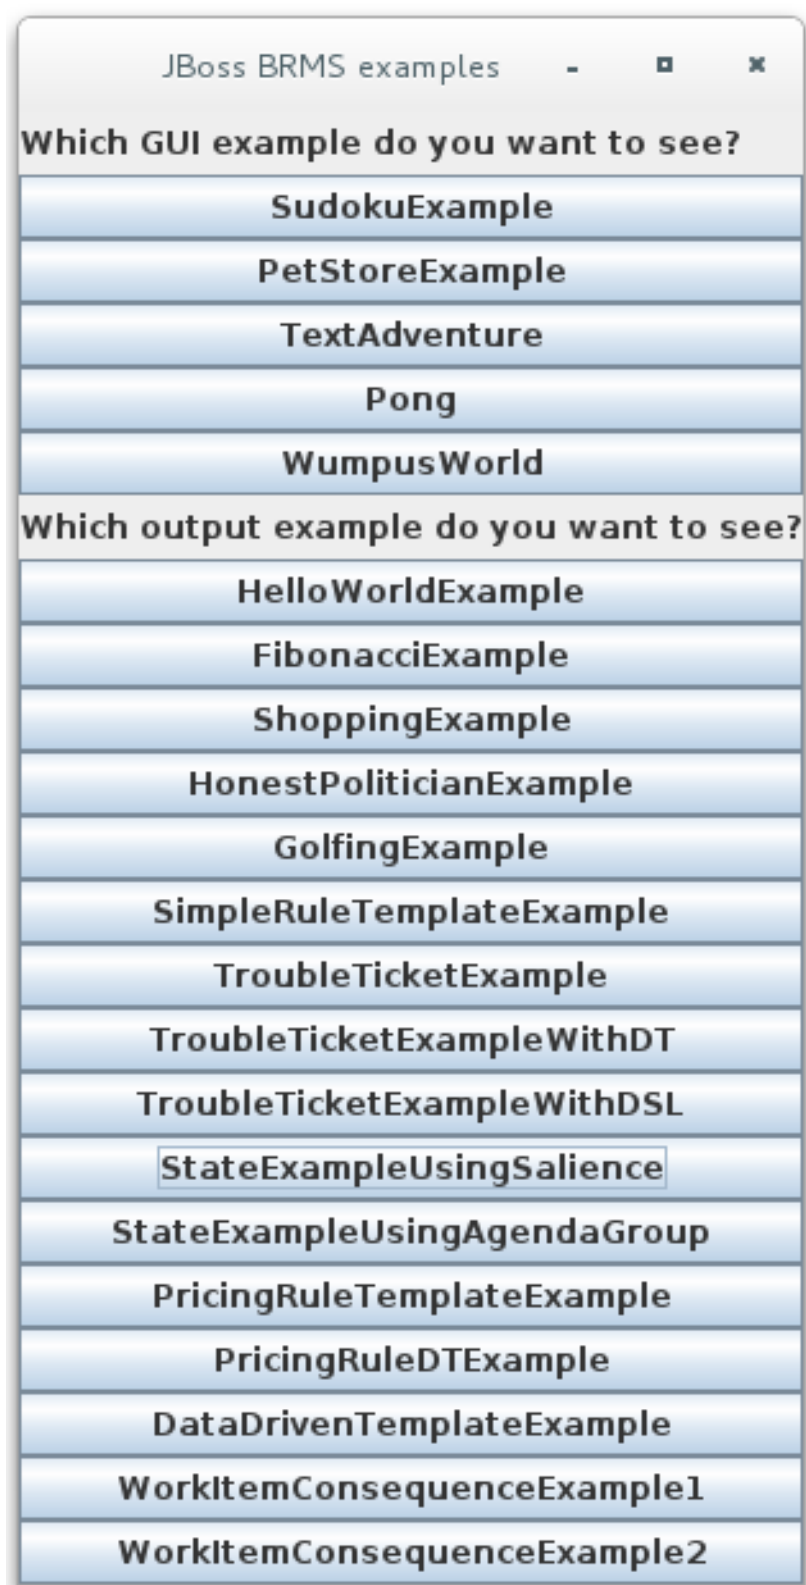 JBoss BRMS examples
Which GUI example do you want to see?
SudokuExample
PetStoreExample
TextAdventure
Pong
WumpusWorld
Which output example do you want to see?
HelloWorldExample
FibonacciExample
ShoppingExample
HonestPoliticianExample
GolfingExample
SimpleRuleTemplateExample
TroubleTicketExample
TroubleTicketExampleWithDT
TroubleTicketExampleWithDSL
StateExampleUsingSalience
StateExampleUsingAgendaGroup
PricingRuleTemplateExample
PricingRuleDTExample
DataDrivenTemplateExample
WorkItemConsequenceExample1
WorkItemConsequenceExample2